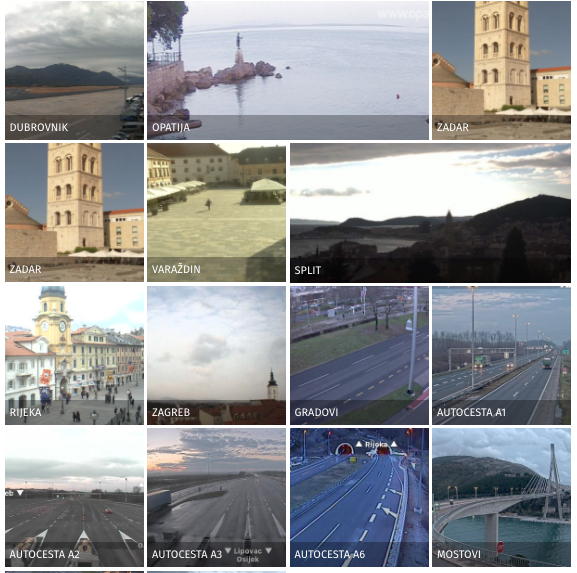 DUBROVNIK
OPATIJA
ZADAR
ZADAR
VARAŽDIN
SPLIT
RIJEKA
ZAGREB
GRADOVI
AUTOCESTA A1
AUTOCESTA A2
▼ Lipovac ▼
Osijek
AUTOCESTA A3
▲ Rijeka ▲
AUTOCESTA A6
MOSTOVI